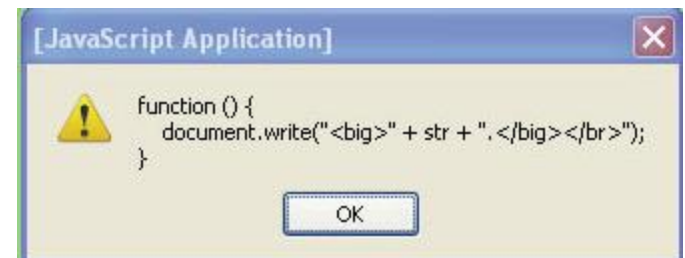 [JavaScript Application]
function () {
document.write("<big>" + str + ".</big></br>");
}
OK